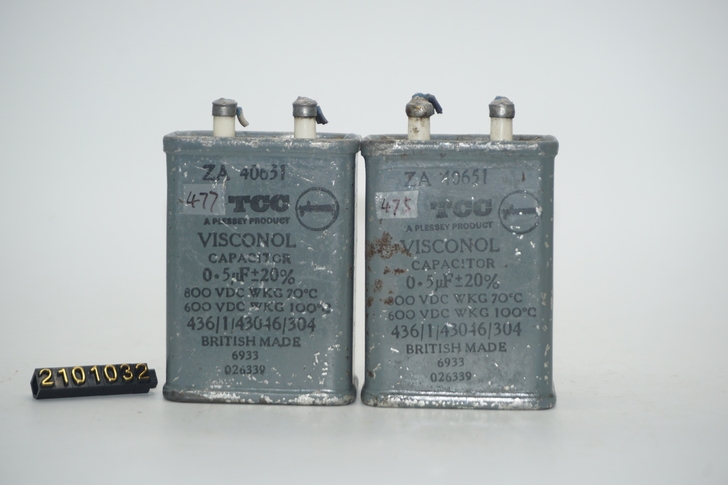 ZA 40651
477 TCC
A PLESSEY PRODUCT
VISCONOL
CAPACITOR
0·5µF±20%
800 VDC WKG 70°C
600 VDC WKG 100°C
436/1/43046/304
BRITISH MADE
6933
026339
ZA 40651
475 TCC
A PLESSEY PRODUCT
VISCONOL
CAPACITOR
0·5µF±20%
800 VDC WKG 70°C
600 VDC WKG 100°C
436/1/43046/304
BRITISH MADE
6933
026339
2101032